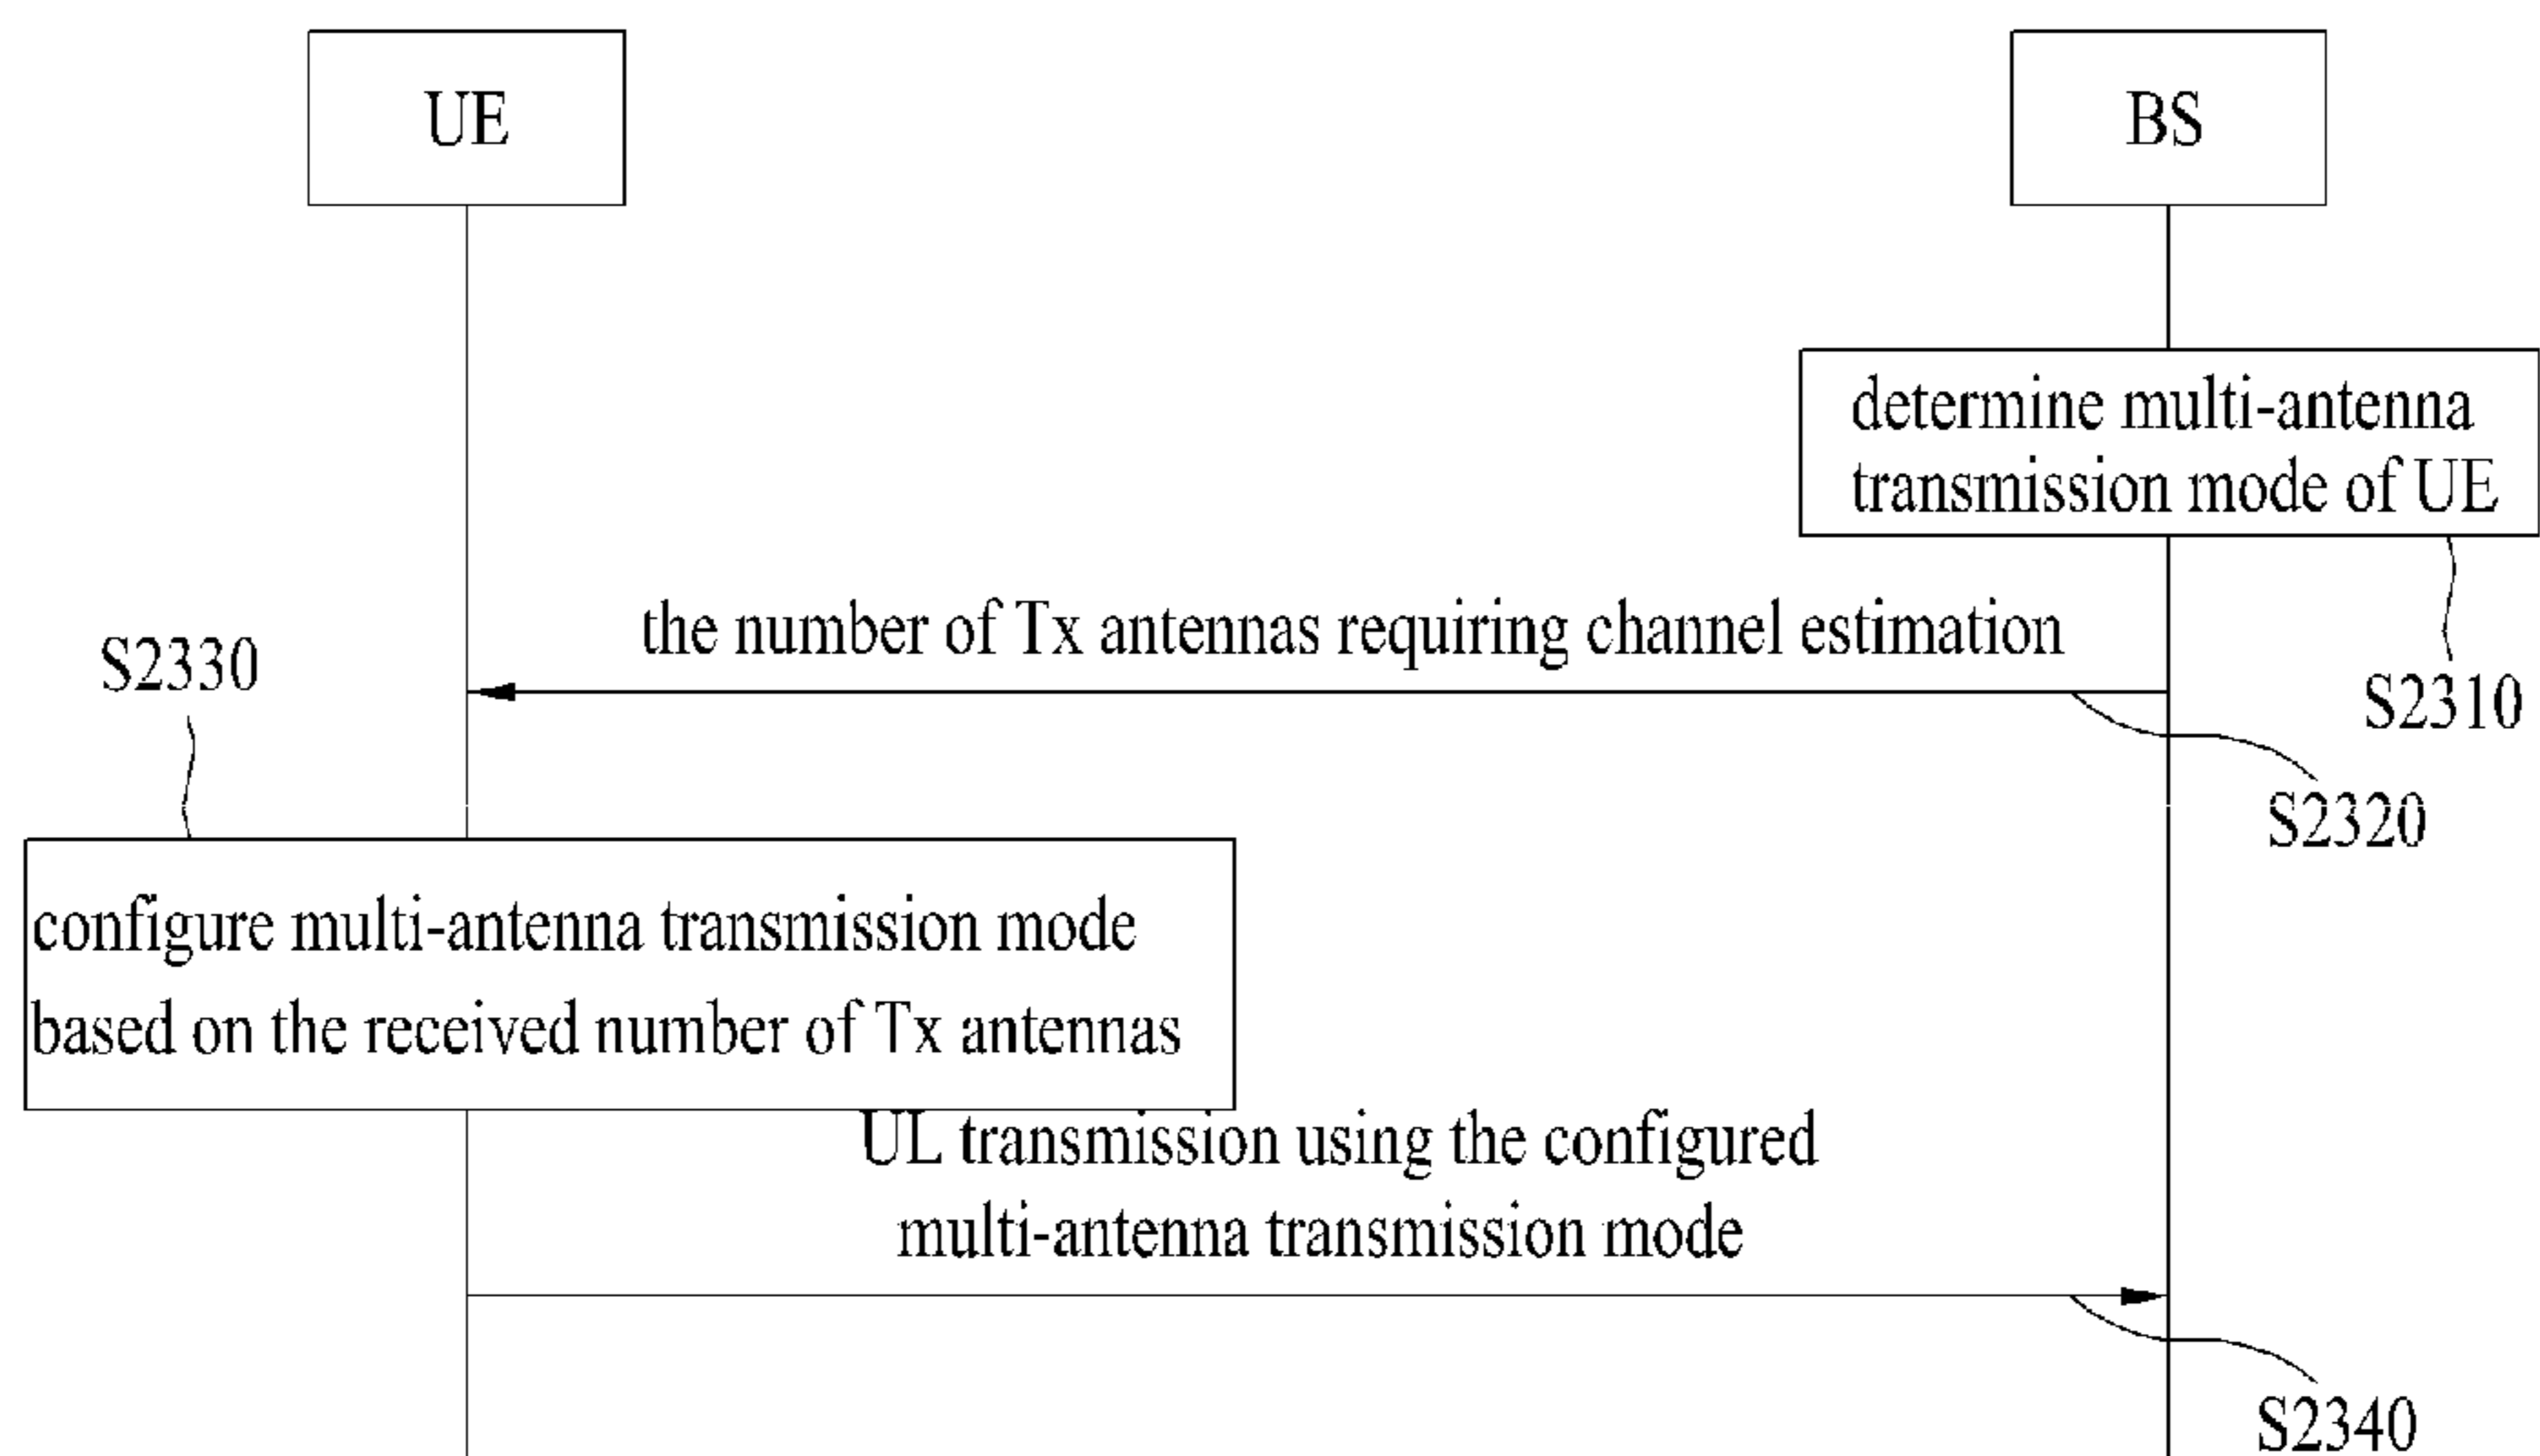 UE
BS
determine multi-antenna
transmission mode of UE
the number of Tx antennas requiring channel estimation
S2330
S2310
S2320
configure multi-antenna transmission mode
based on the received number of Tx antennas
UL transmission using the configured
multi-antenna transmission mode
S2340